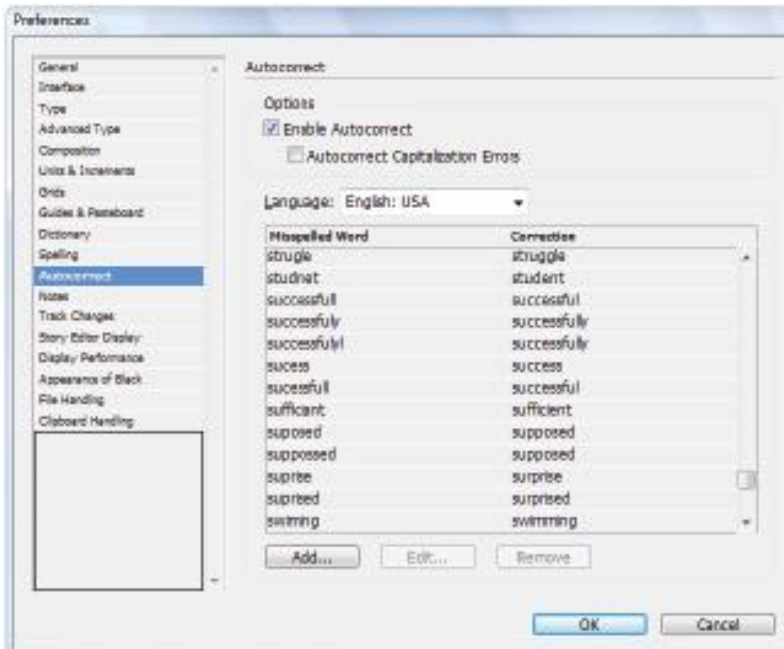 Preferences
General
Interface
Type
Advanced Type
Composition
Units & Increments
Grids
Guides & Pasteboard
Dictionary
Spelling
Autocorrect
Notes
Track Changes
Story Editor Display
Display Performance
Appearance of Black
File Handling
Clipboard Handling
Autocorrect
Options
Enable Autocorrect
Autocorrect Capitalization Errors
Language: English: USA
Misspelled Word Correction
strugle struggle
studnet student
successfull successful
successfuly successfully
successfulyl successfully
sucess success
sucessfull successful
sufficiant sufficient
suposed supposed
suppossed supposed
suprise surprise
suprised surprised
swiming swimming
Add... Edit... Remove
OK Cancel